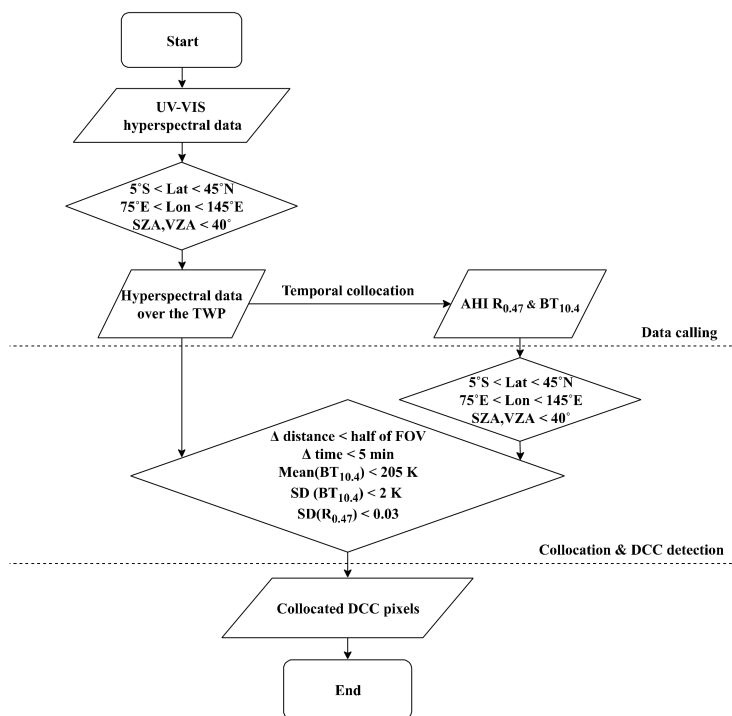 Start
UV-VIS
hyperspectral data
5˚S < Lat < 45˚N
75˚E < Lon < 145˚E
SZA,VZA < 40˚
Hyperspectral data
over the TWP
Temporal collocation
AHI R0.47 & BT10.4
Data calling
5˚S < Lat < 45˚N
75˚E < Lon < 145˚E
SZA,VZA < 40˚
Δ distance < half of FOV
Δ time < 5 min
Mean(BT10.4) < 205 K
SD (BT10.4) < 2 K
SD(R0.47) < 0.03
Collocation & DCC detection
Collocated DCC pixels
End